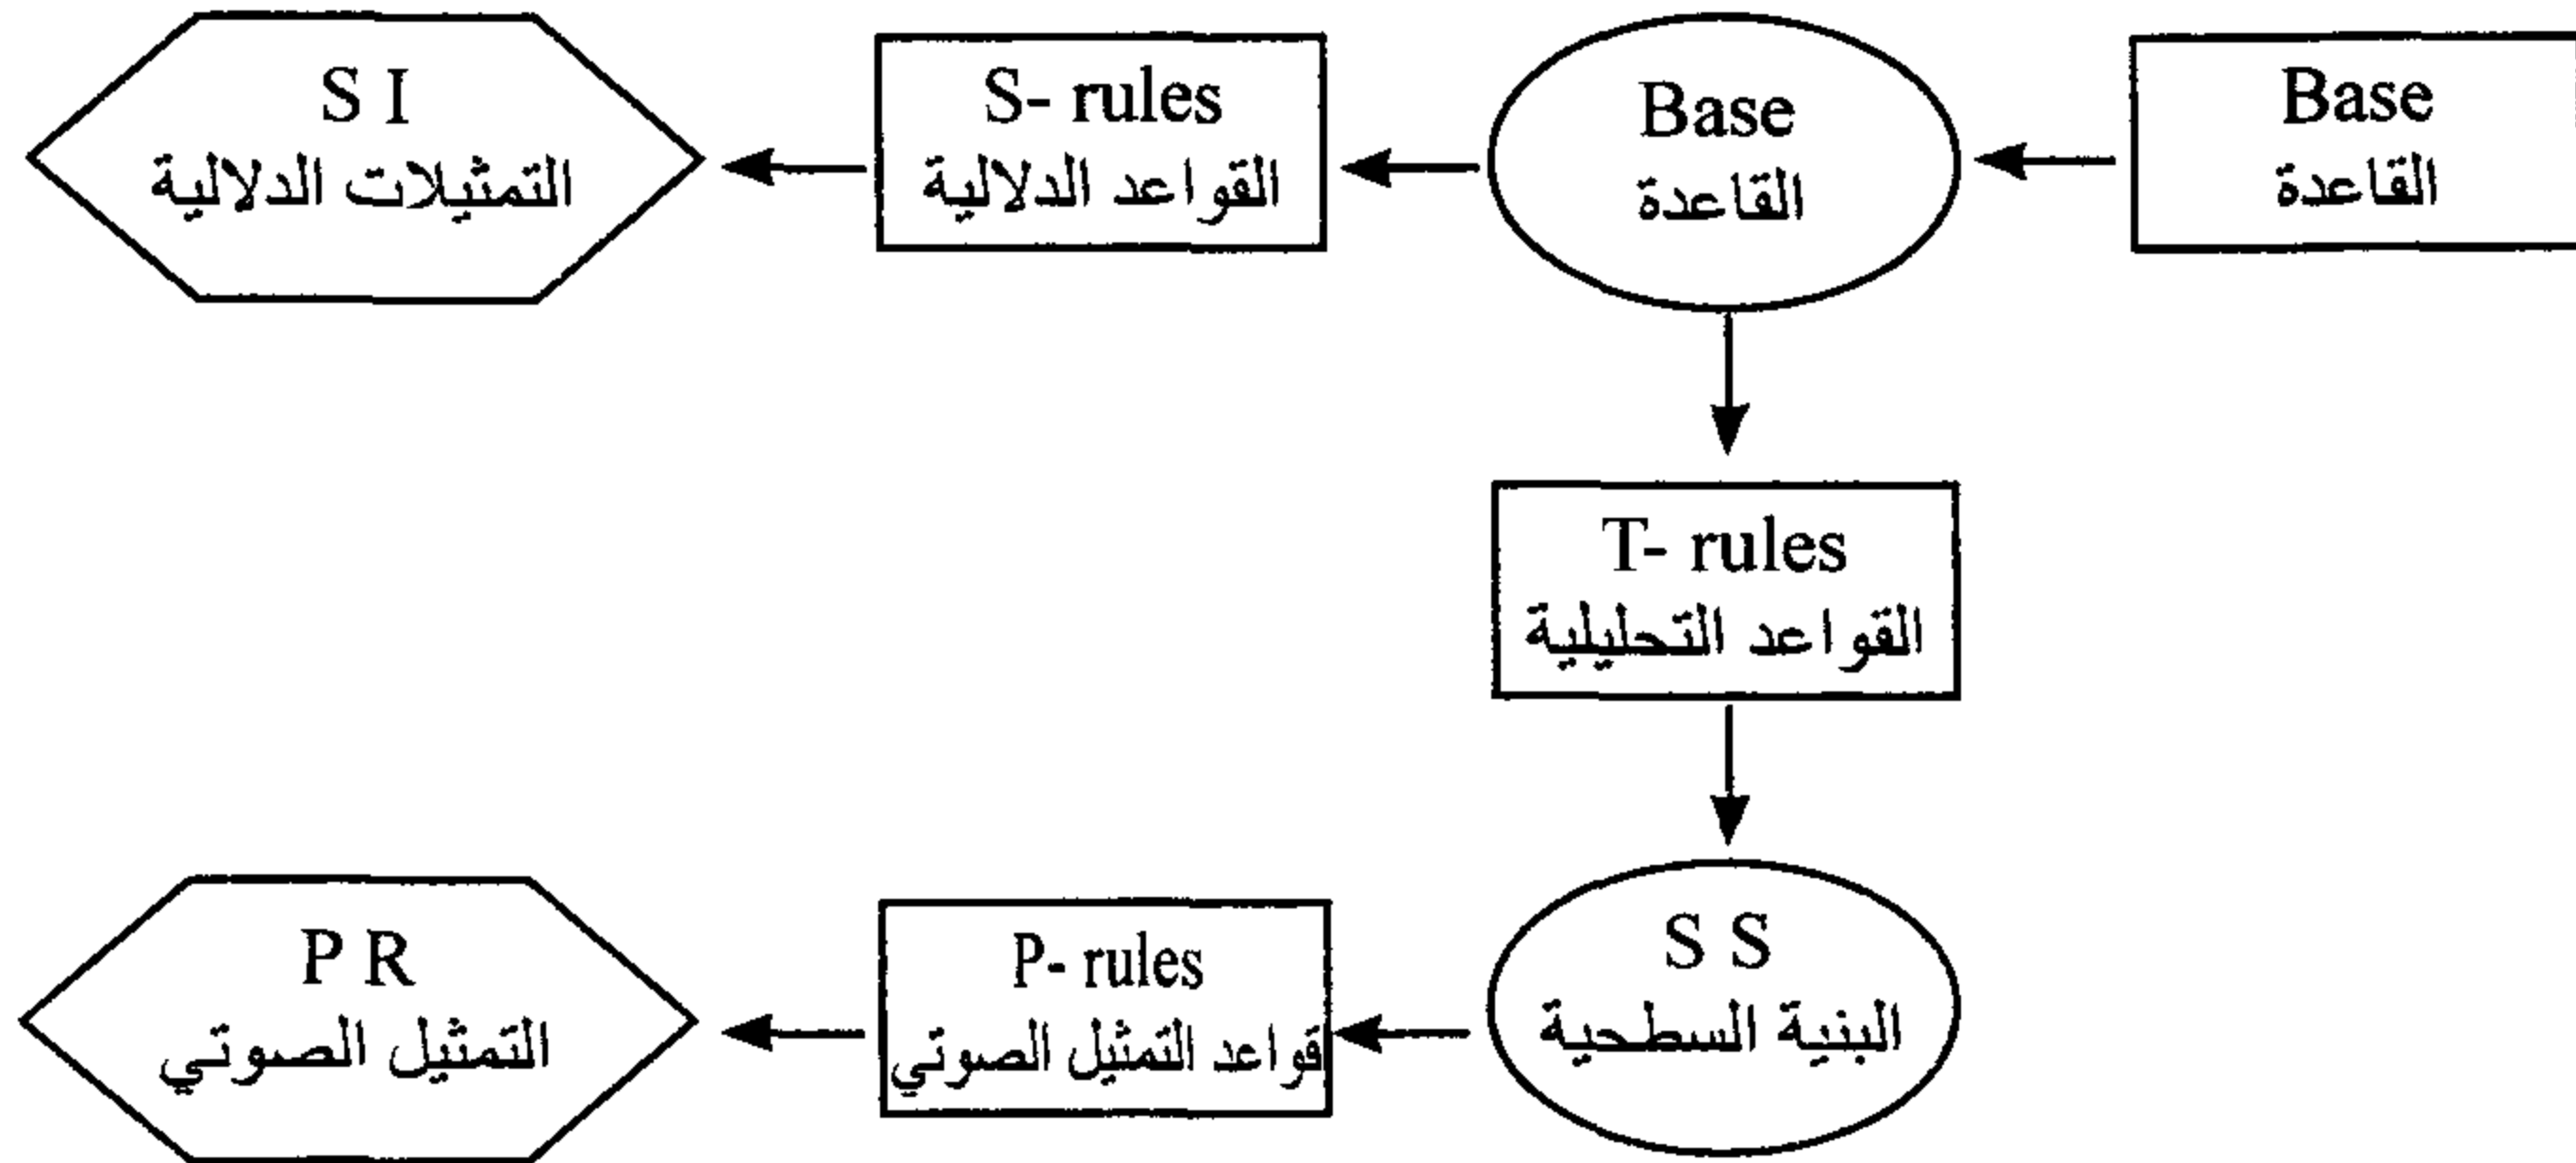 Base
القاعدة
Base
القاعدة
S- rules
القواعد الدلالية
S I
التمثيلات الدلالية
T- rules
القواعد التحليلية
S S
البنية السطحية
P- rules
قواعد التمثيل الصوتي
P R
التمثيل الصوتي